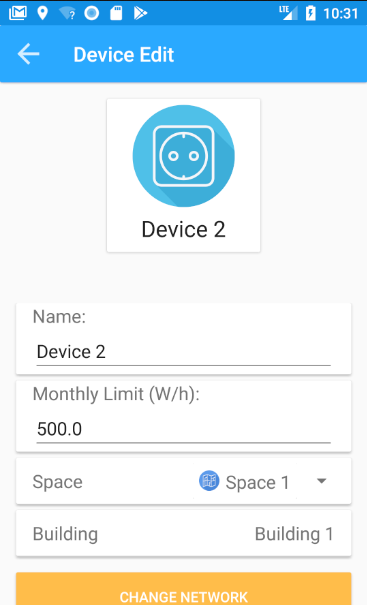 LTE 10:31
Device Edit
Device 2
Name:
Device 2
Monthly Limit (W/h):
500.0
Space Space 1
Building Building 1
CHANGE NETWORK